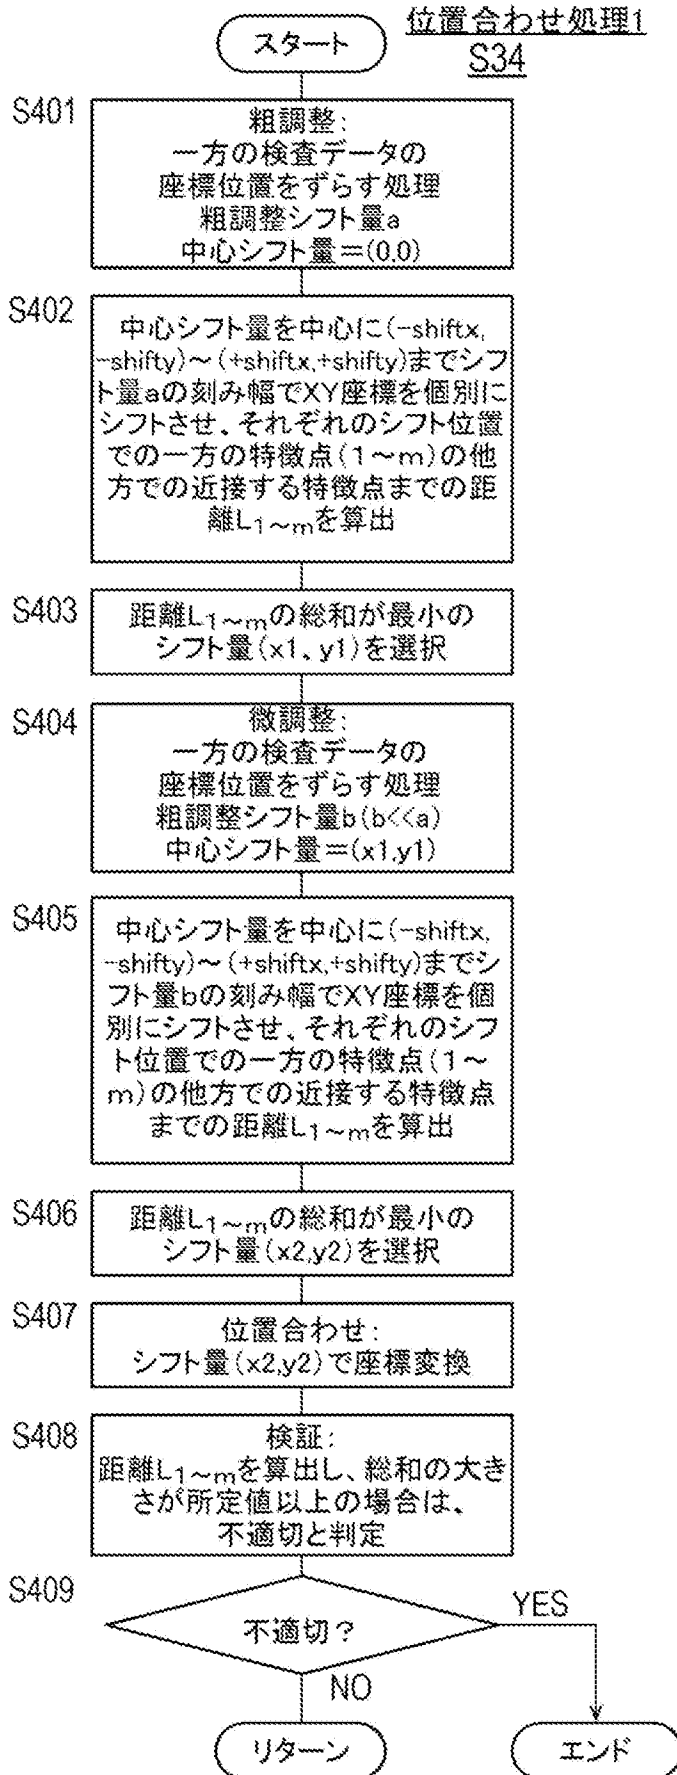 位置合わせ処理1
S34
スタート
S401
粗調整:
一方の検査データの
座標位置をずらす処理
粗調整シフト量a
中心シフト量=(0,0)
S402
中心シフト量を中心に(-shiftx,
-shifty)~(+shiftx,+shifty)までシフ
ト量aの刻み幅でXY座標を個別に
シフトさせ、それぞれのシフト位置
での一方の特徴点(1~m)の他
方での近接する特徴点までの距
離L1~mを算出
S403
距離L1~mの総和が最小の
シフト量(x1、y1)を選択
S404
微調整:
一方の検査データの
座標位置をずらす処理
粗調整シフト量b(b<<a)
中心シフト量=(x1,y1)
S405
中心シフト量を中心に(-shiftx,
-shifty)~(+shiftx,+shifty)までシ
フト量bの刻み幅でXY座標を個
別にシフトさせ、それぞれのシフ
ト位置での一方の特徴点(1~
m)の他方での近接する特徴点
までの距離L1~mを算出
S406
距離L1~mの総和が最小の
シフト量(x2,y2)を選択
S407
位置合わせ:
シフト量(x2,y2)で座標変換
S408
検証:
距離L1~mを算出し、総和の大き
さが所定値以上の場合は、
不適切と判定
S409
不適切?
YES
NO
リターン
エンド